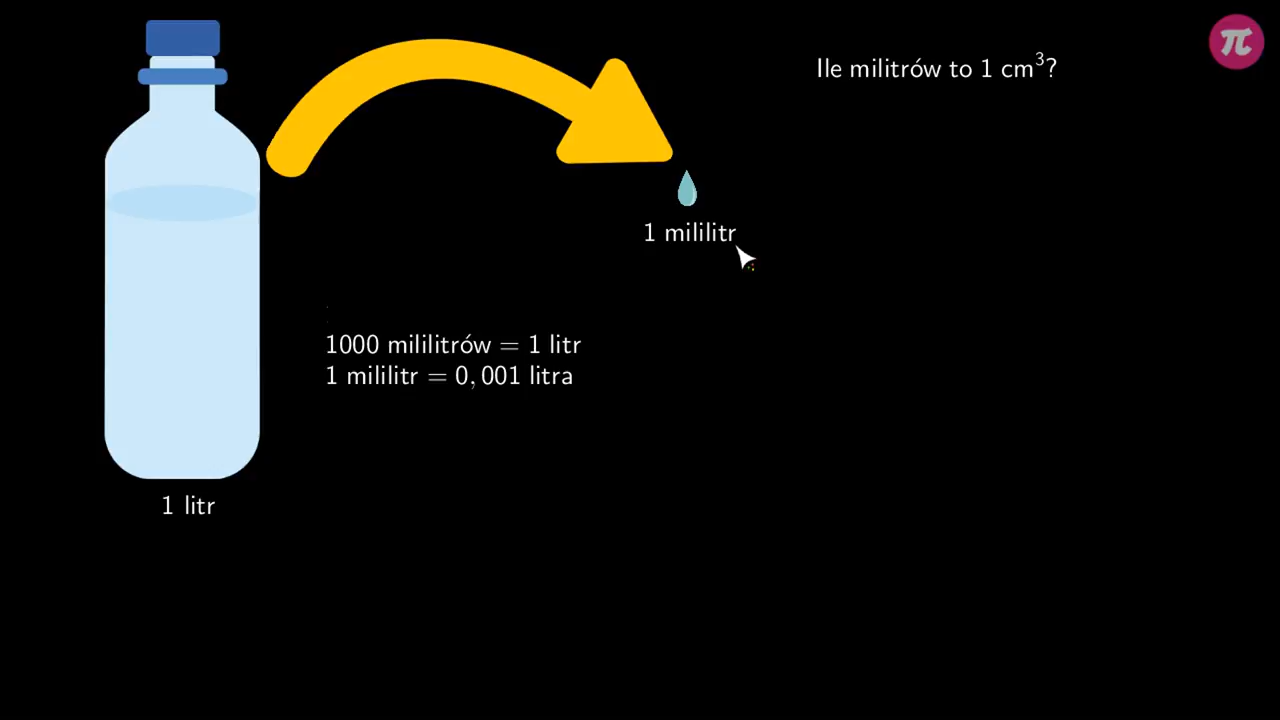 Ile militrów to 1 cm³?
1 mililitr
1000 mililitrów = 1 litr
1 mililitr = 0, 001 litra
1 litr
π